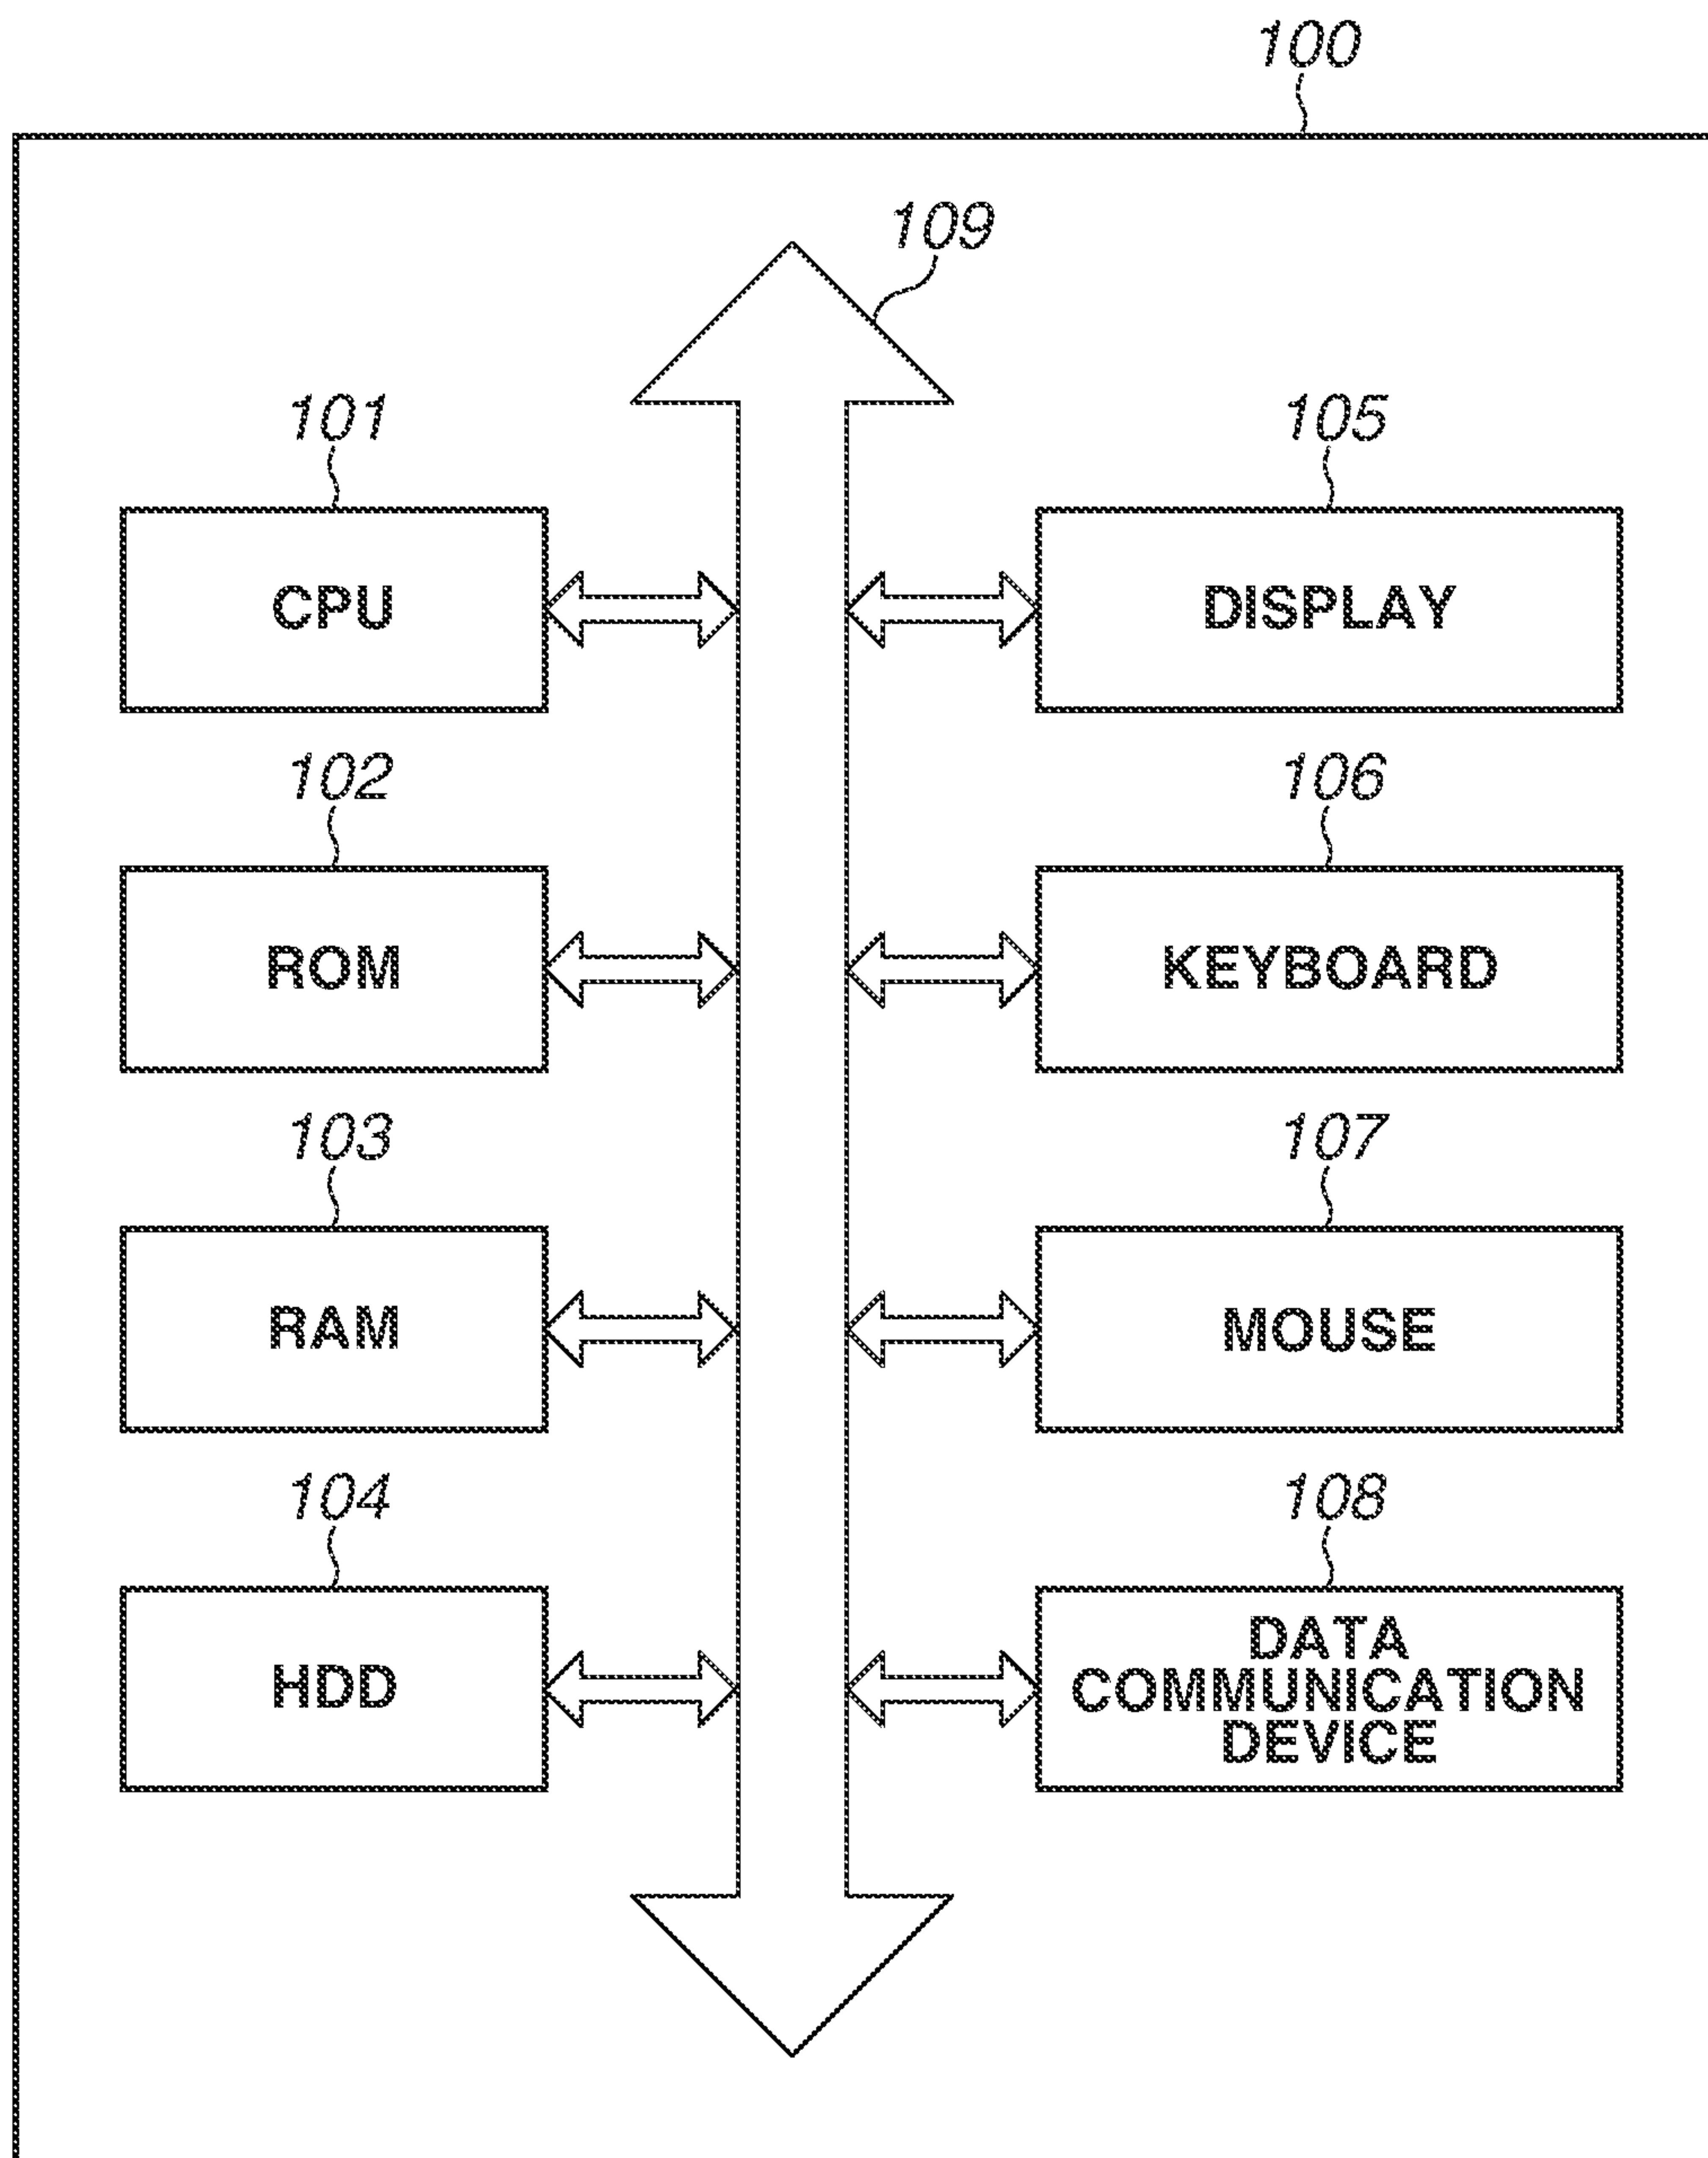 100
109
101
CPU
105
DISPLAY
102
ROM
106
KEYBOARD
103
RAM
107
MOUSE
104
HDD
108
DATA
COMMUNICATION
DEVICE